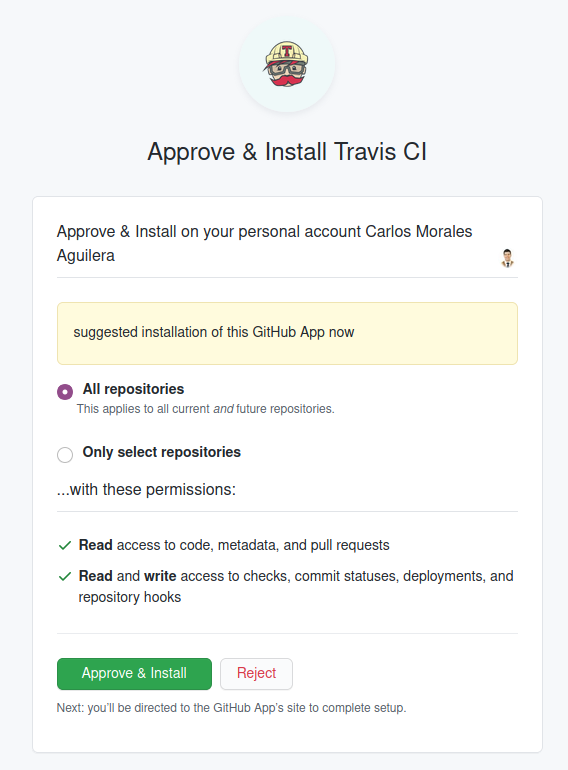 T
Approve & Install Travis CI
Approve & Install on your personal account Carlos Morales
Aguilera
suggested installation of this GitHub App now
All repositories
This applies to all current and future repositories.
Only select repositories
...with these permissions:
Read access to code, metadata, and pull requests
Read and write access to checks, commit statuses, deployments, and
repository hooks
Approve & Install Reject
Next: you'll be directed to the GitHub App's site to complete setup.